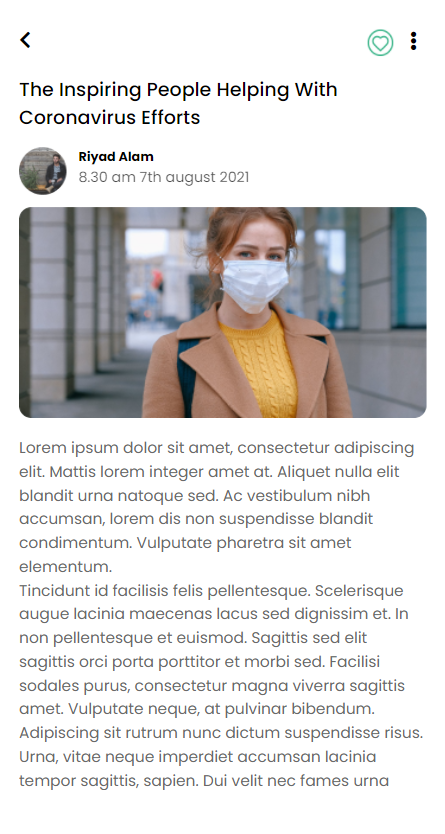 The Inspiring People Helping With
Coronavirus Efforts
Riyad Alam
8.30 am 7th august 2021
Lorem ipsum dolor sit amet, consectetur adipiscing
elit. Mattis lorem integer amet at. Aliquet nulla elit
blandit urna natoque sed. Ac vestibulum nibh
accumsan, lorem dis non suspendisse blandit
condimentum. Vulputate pharetra sit amet
elementum.
Tincidunt id facilisis felis pellentesque. Scelerisque
augue lacinia maecenas lacus sed dignissim et. In
non pellentesque et euismod. Sagittis sed elit
sagittis orci porta porttitor et morbi sed. Facilisi
sodales purus, consectetur magna viverra sagittis
amet. Vulputate neque, at pulvinar bibendum.
Adipiscing sit rutrum nunc dictum suspendisse risus.
Urna, vitae neque imperdiet accumsan lacinia
tempor sagittis, sapien. Dui velit nec fames urna